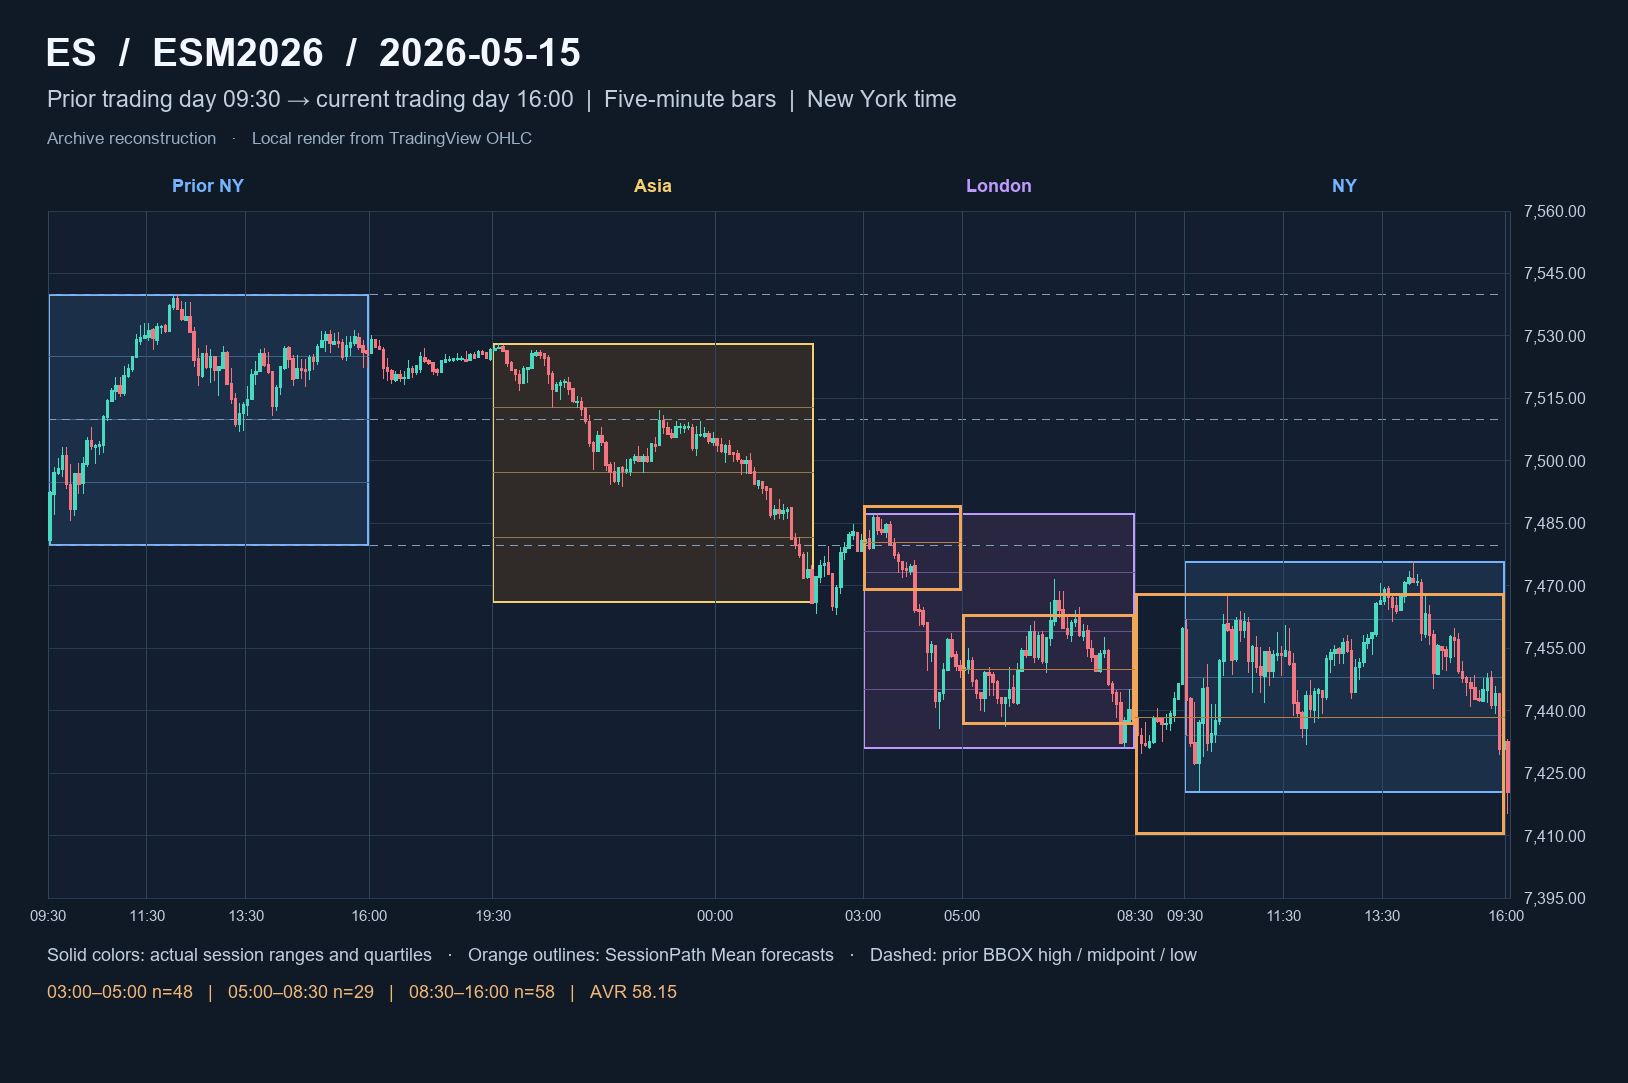 ES / ESM2026 / 2026-05-15
Prior trading day 09:30 → current trading day 16:00 | Five-minute bars | New York time
Archive reconstruction · Local render from TradingView OHLC
Prior NY Asia London NY
7,560.00
7,545.00
7,530.00
7,515.00
7,500.00
7,485.00
7,470.00
7,455.00
7,440.00
7,425.00
7,410.00
7,395.00
09:30 11:30 13:30 16:00 19:30 00:00 03:00 05:00 08:30 09:30 11:30 13:30 16:00
Solid colors: actual session ranges and quartiles · Orange outlines: SessionPath Mean forecasts · Dashed: prior BBOX high / midpoint / low
03:00–05:00 n=48 | 05:00–08:30 n=29 | 08:30–16:00 n=58 | AVR 58.15